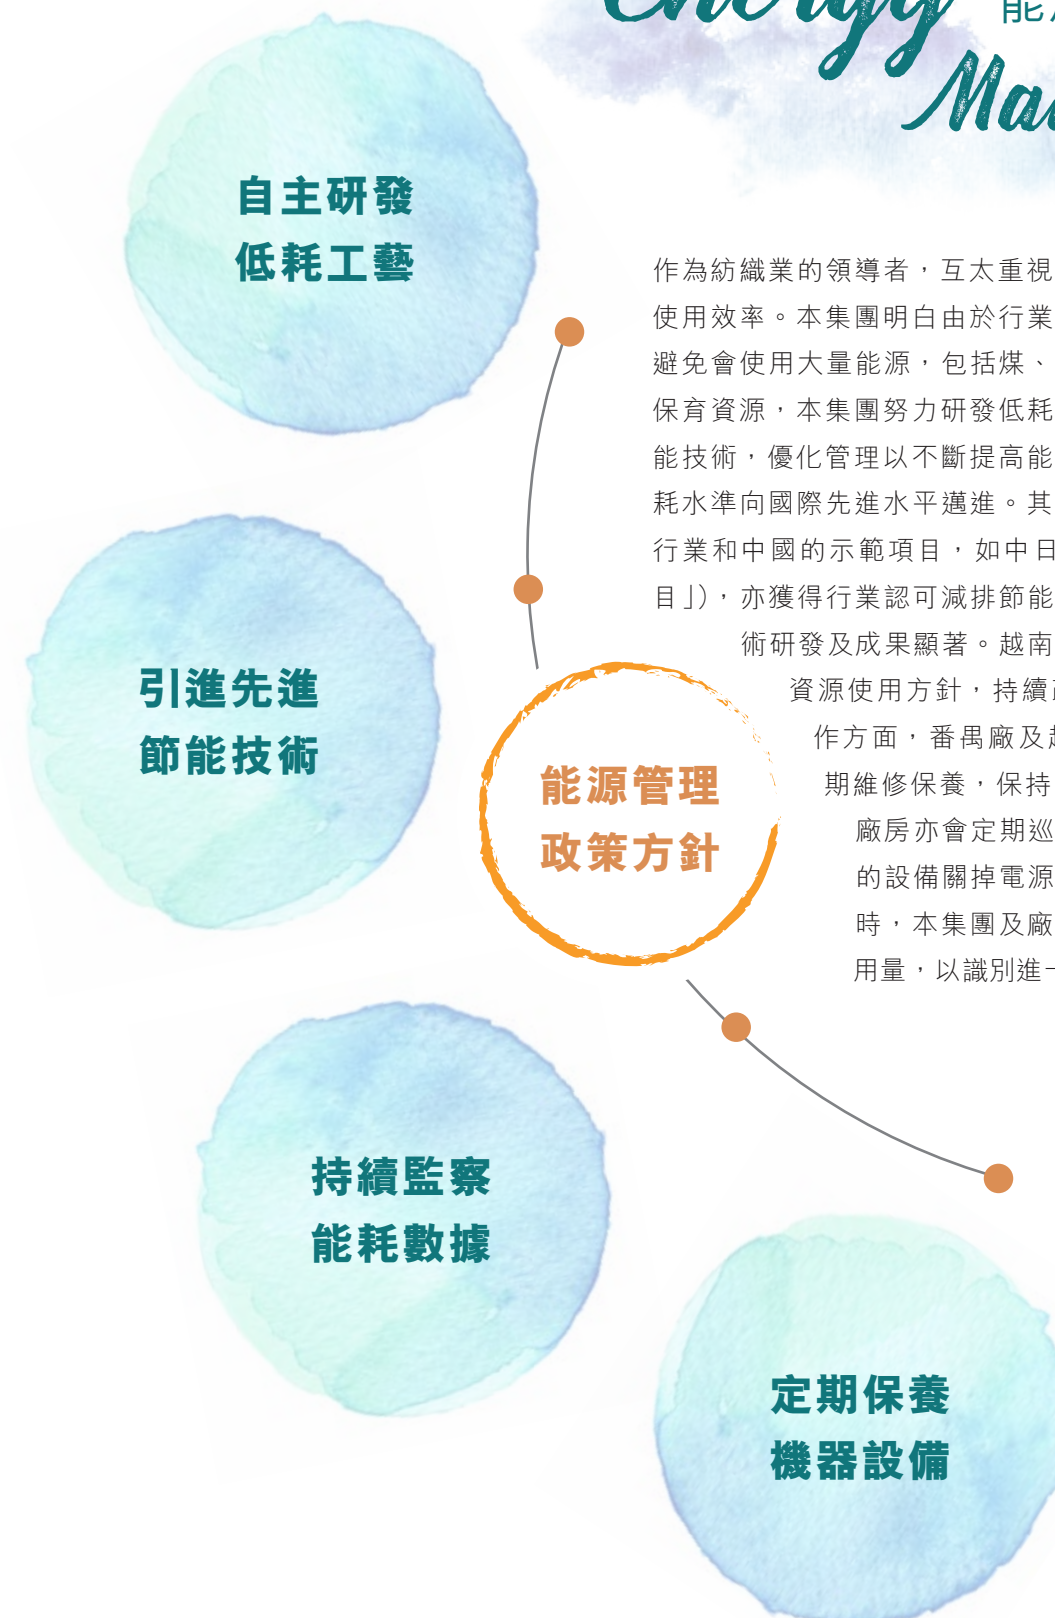 Energy
自主研發
低耗工藝
作為紡織業的領導者，互太重視
使用效率。本集團明白由於行業
避免會使用大量能源，包括煤、
保育資源，本集團努力研發低耗
能技術，優化管理以不斷提高能
耗水準向國際先進水平邁進。其
行業和中國的示範項目，如中日
目」)，亦獲得行業認可減排節能
術研發及成果顯著。越南
資源使用方針，持續
作方面，番禺廠及越
期維修保養，保持
廠房亦會定期巡
的設備關掉電源
時，本集團及廠
用量，以識別進一
引進先進
節能技術
能源管理
政策方針
持續監察
能耗數據
定期保養
機器設備